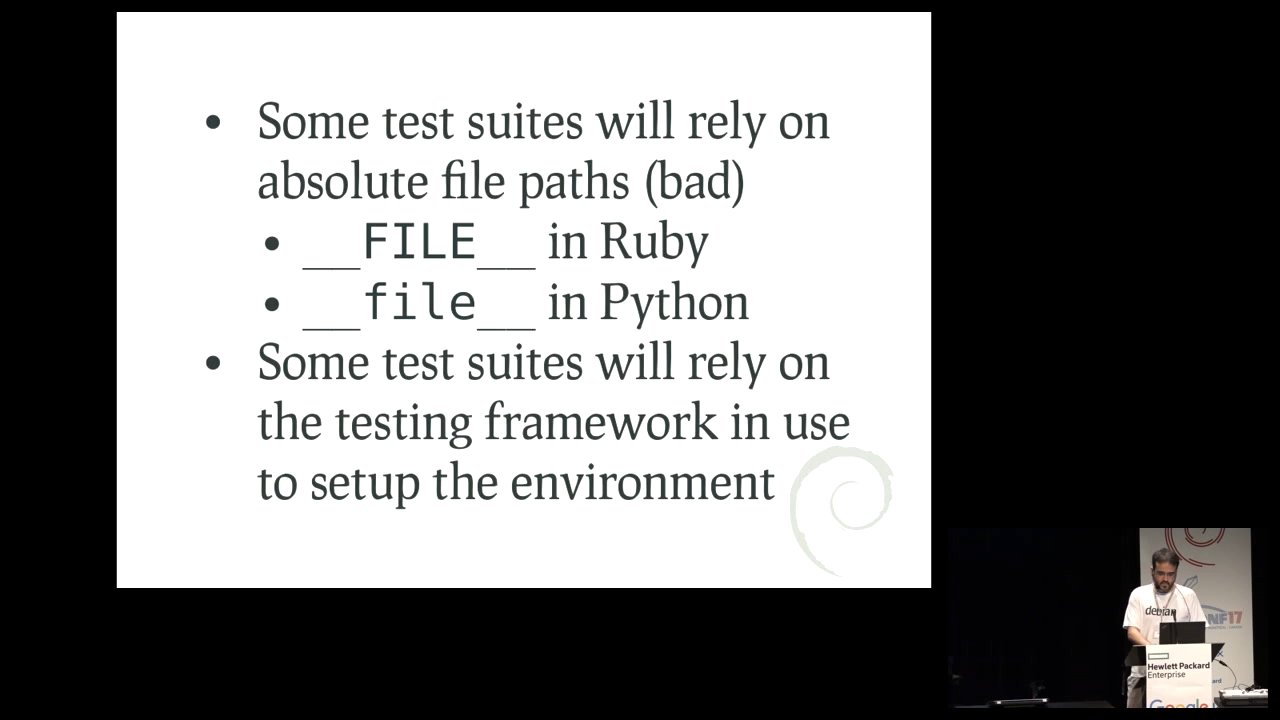 • Some test suites will rely on
absolute file paths (bad)
• __FILE__ in Ruby
• __file__ in Python
• Some test suites will rely on
the testing framework in use
to setup the environment
debian
NF17
Hewlett Packard
Enterprise
Google